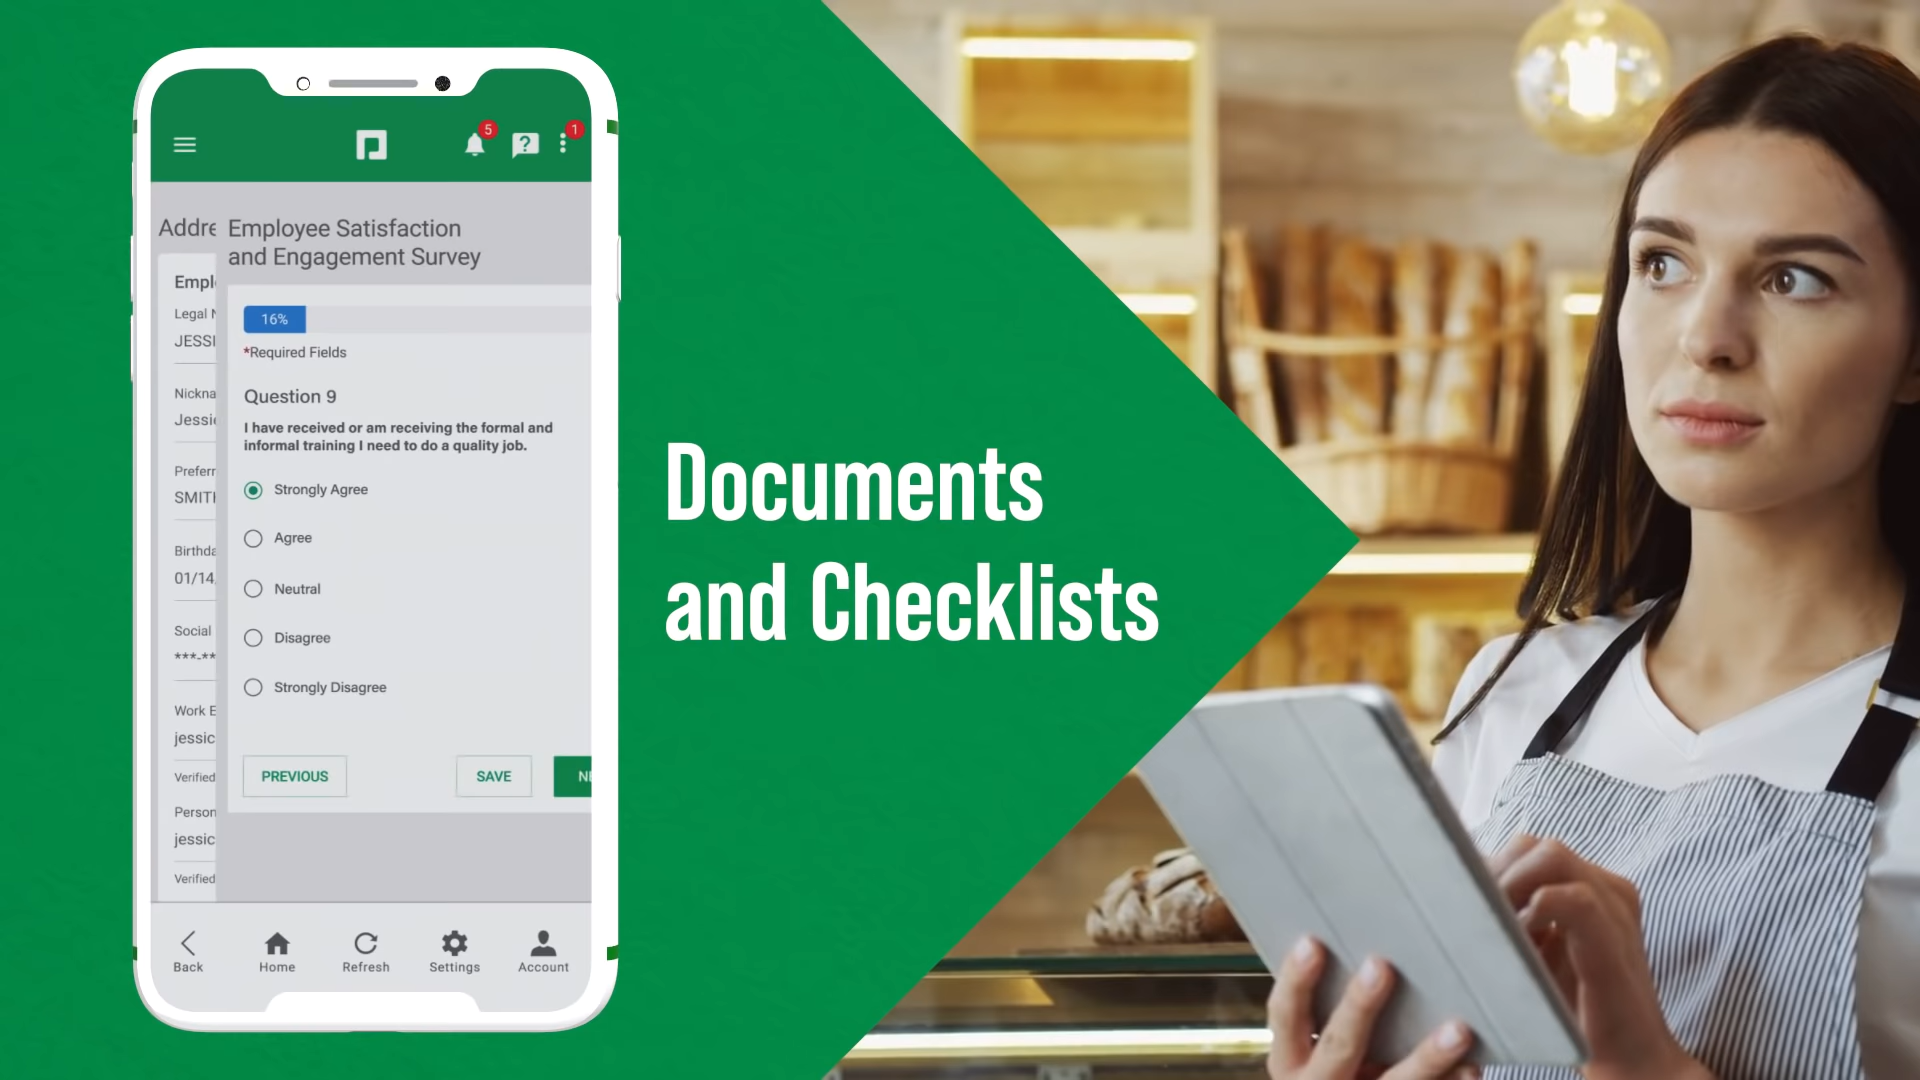 5
1
Addre
Employee Satisfaction
and Engagement Survey
Emplo
Legal N
JESSI
Nickna
Jessi
Preferr
SMITH
Birthda
01/14
Social
***-**
Work E
jessic
Verified
Person
jessic
Verified
16%
*Required Fields
Question 9
I have received or am receiving the formal and
informal training I need to do a quality job.
Strongly Agree
Agree
Neutral
Disagree
Strongly Disagree
PREVIOUS
SAVE
NE
Back
Home
Refresh
Settings
Account
Documents
and Checklists